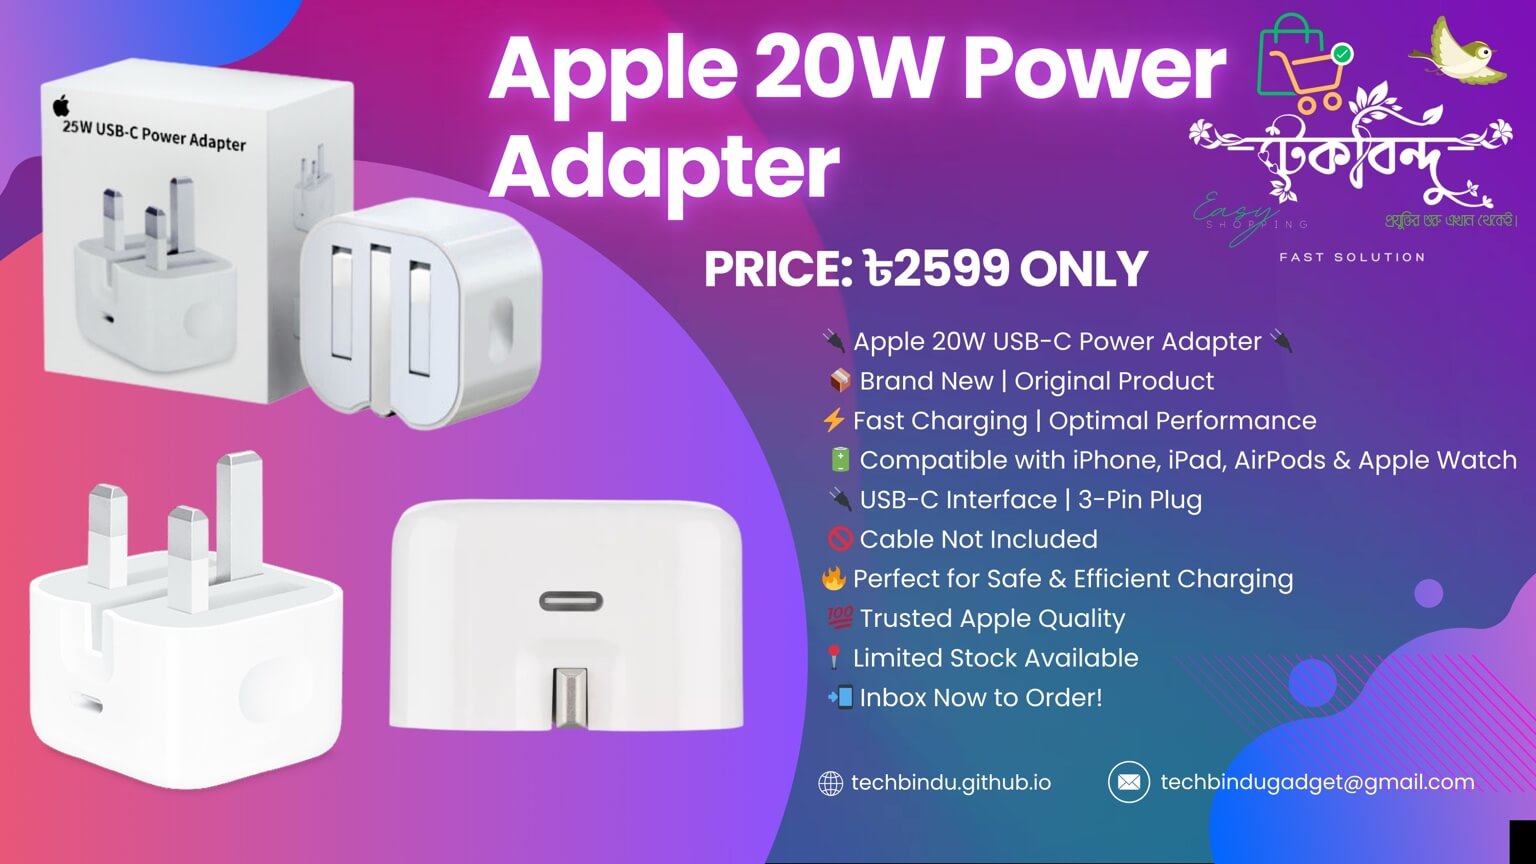 Apple 20W Power
Adapter
25W USB-C Power Adapter
টেকবিন্দু
Easy
SHOPPING
প্রযুক্তির শুরু এখান থেকেই।
FAST SOLUTION
PRICE: ৳2599 ONLY
🔌 Apple 20W USB-C Power Adapter 🔌
📦 Brand New | Original Product
⚡ Fast Charging | Optimal Performance
🔋 Compatible with iPhone, iPad, AirPods & Apple Watch
🔌 USB-C Interface | 3-Pin Plug
🚫 Cable Not Included
🔥 Perfect for Safe & Efficient Charging
💯 Trusted Apple Quality
📍 Limited Stock Available
📲 Inbox Now to Order!
techbindu.github.io
techbindugadget@gmail.com